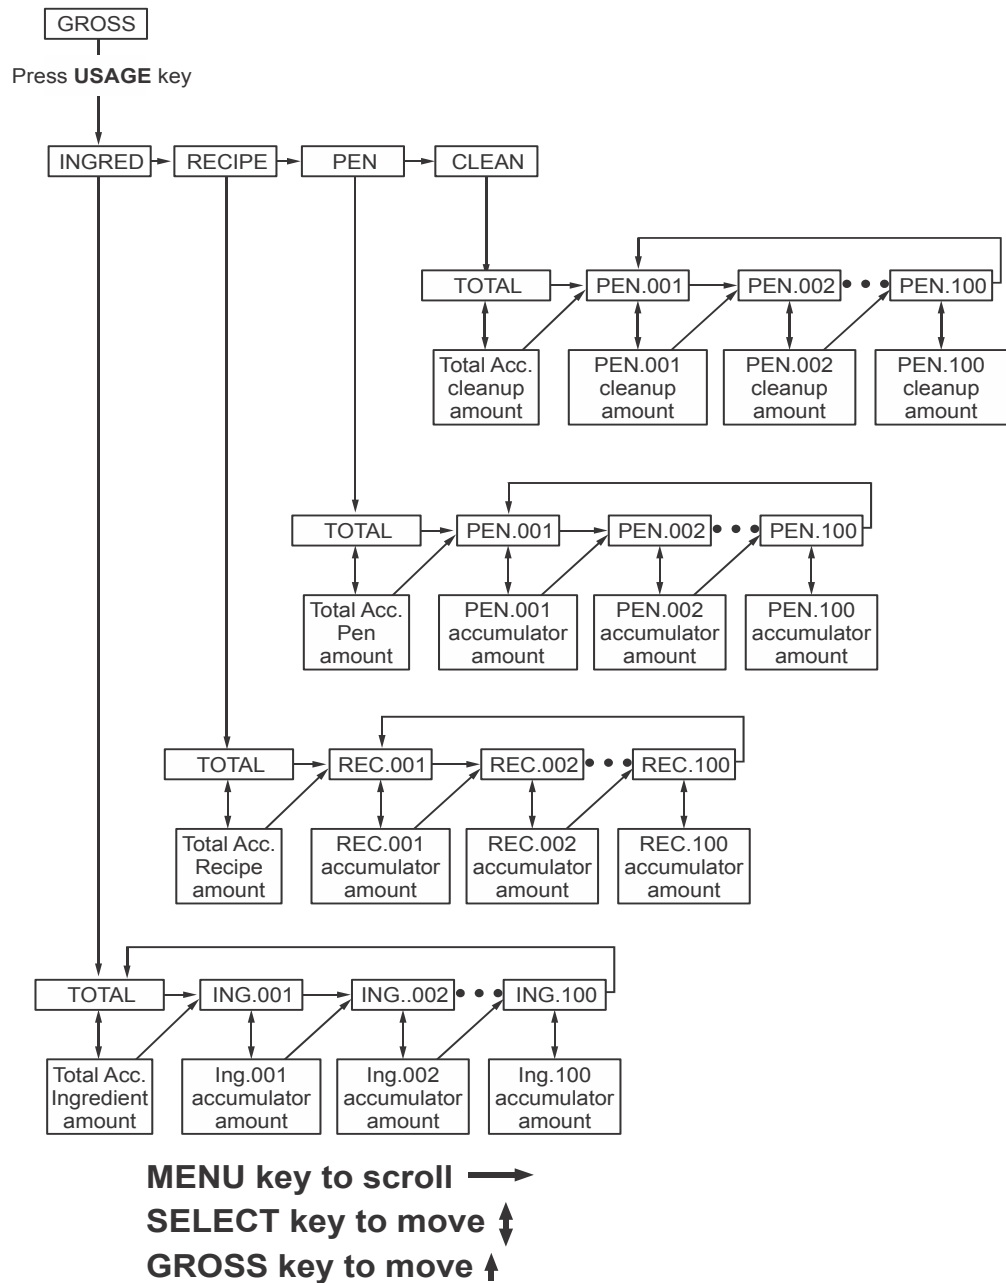 GROSS
Press USAGE key
INGRED
RECIPE
PEN
CLEAN
TOTAL
PEN.001
PEN.002
PEN.100
Total Acc.
cleanup
amount
PEN.001
cleanup
amount
PEN.002
cleanup
amount
PEN.100
cleanup
amount
TOTAL
PEN.001
PEN.002
PEN.100
Total Acc.
Pen
amount
PEN.001
accumulator
amount
PEN.002
accumulator
amount
PEN.100
accumulator
amount
TOTAL
REC.001
REC.002
REC.100
Total Acc.
Recipe
amount
REC.001
accumulator
amount
REC.002
accumulator
amount
REC.100
accumulator
amount
TOTAL
ING.001
ING..002
ING.100
Total Acc.
Ingredient
amount
Ing.001
accumulator
amount
Ing.002
accumulator
amount
Ing.100
accumulator
amount
MENU key to scroll
SELECT key to move
GROSS key to move